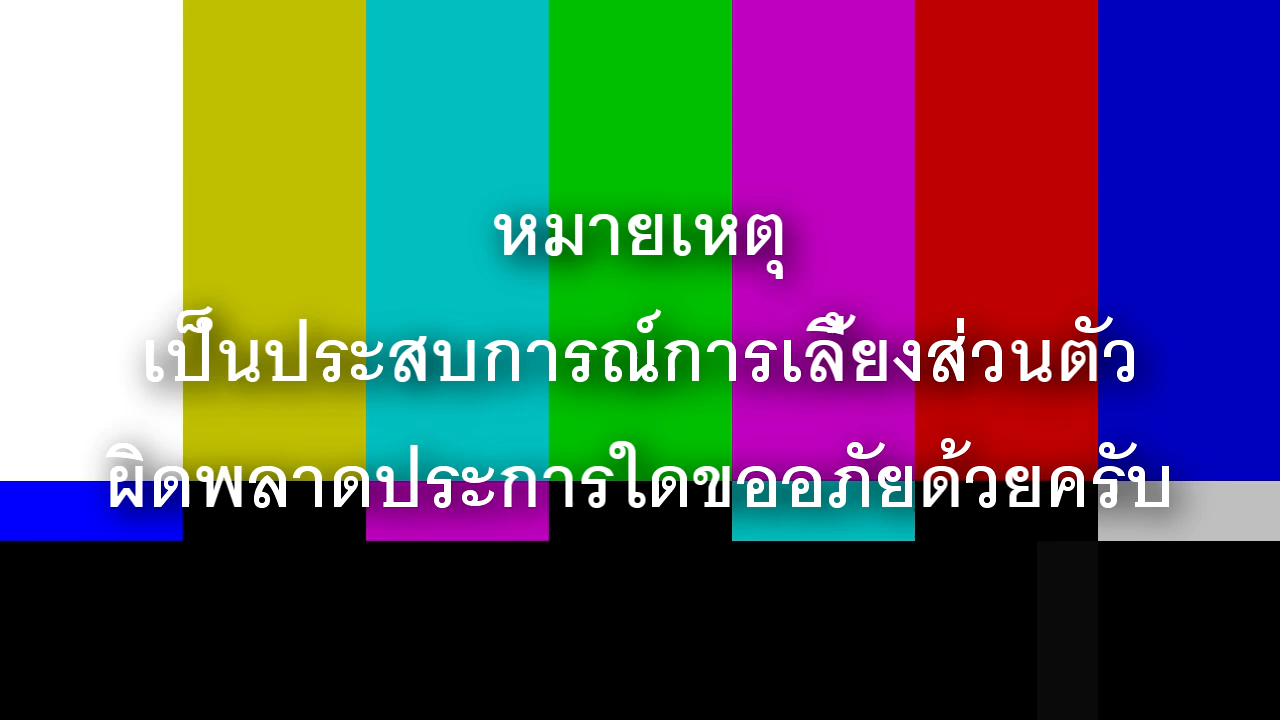 หมายเหตุ
เป็นประสบการณ์การเลี้ยงส่วนตัว
ผิดพลาดประการใดขออภัยด้วยครับ